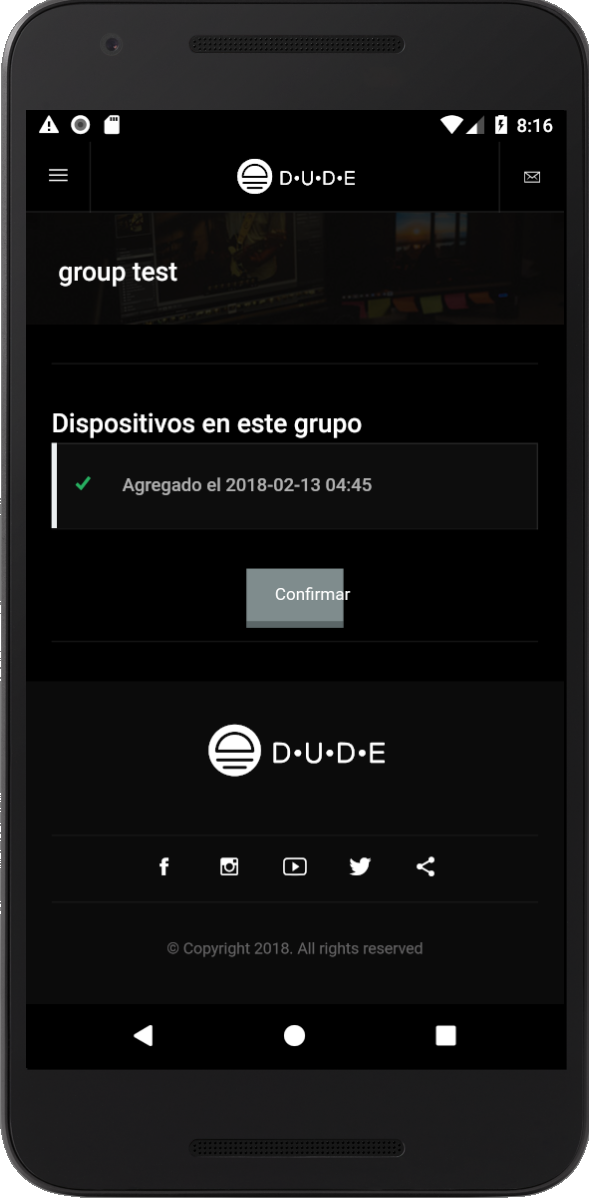 8:16
D•U•D•E
group test
Dispositivos en este grupo
Agregado el 2018-02-13 04:45
Confirmar
D•U•D•E
© Copyright 2018. All rights reserved